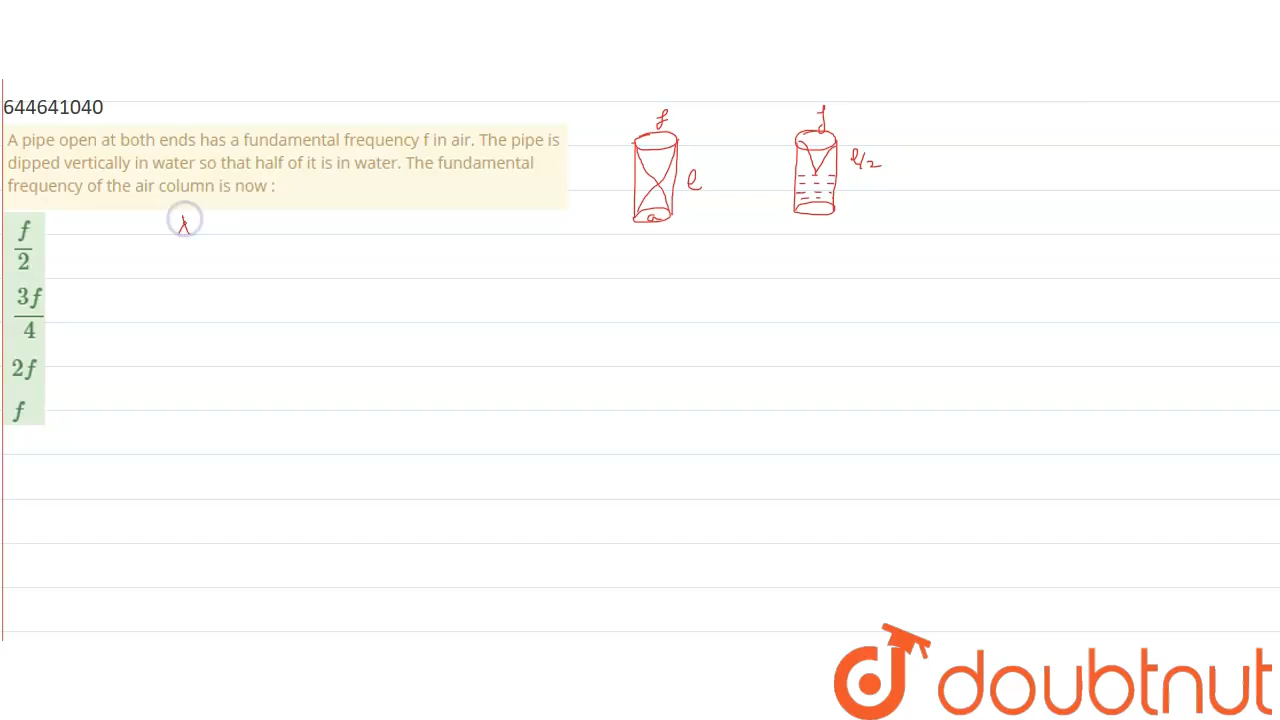 644641040
A pipe open at both ends has a fundamental frequency f in air. The pipe is
dipped vertically in water so that half of it is in water. The fundamental
frequency of the air column is now :
f/2
3f/4
2f
f
f
l
a
f
l/2
λ
doubtnut